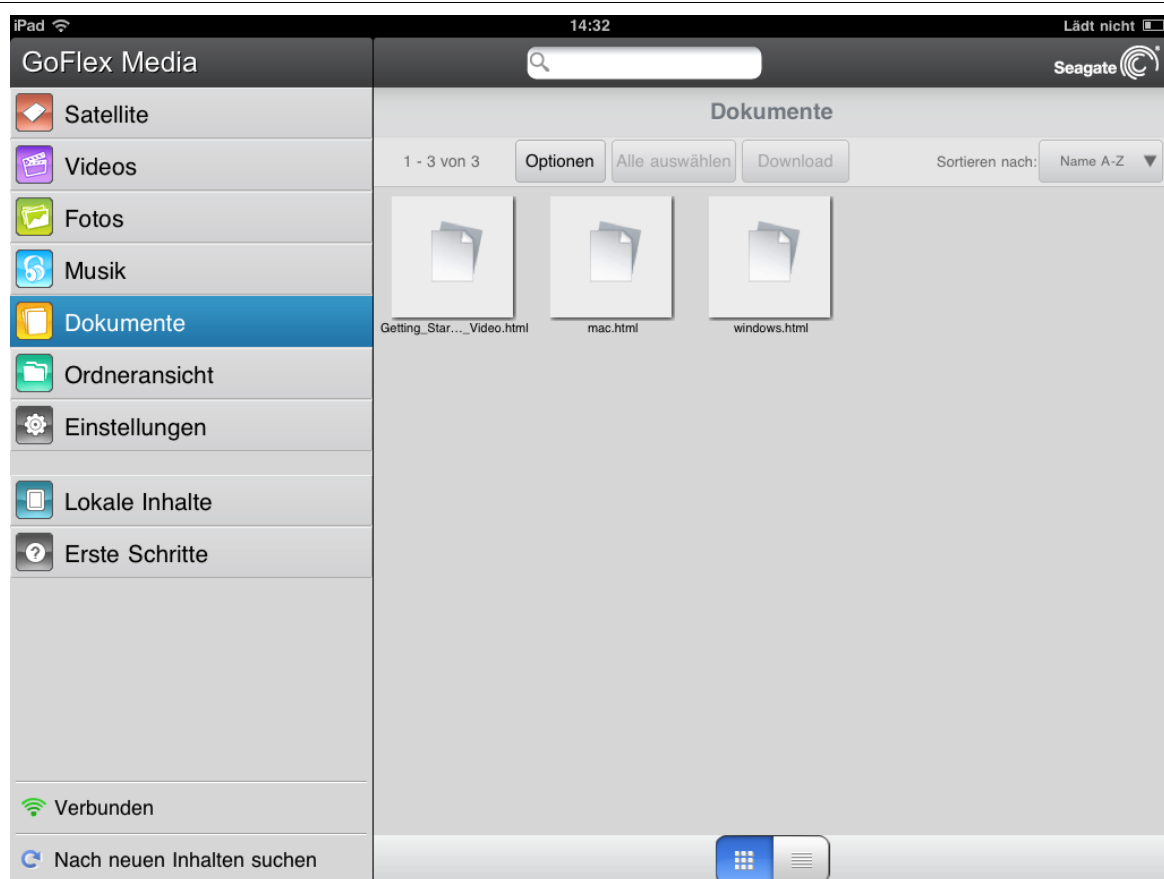 iPad 14:32 Lädt nicht
GoFlex Media
Seagate
Satellite
Videos
Fotos
Musik
Dokumente
Ordneransicht
Einstellungen
Lokale Inhalte
Erste Schritte
Verbunden
Nach neuen Inhalten suchen
Dokumente
1 - 3 von 3 Optionen Alle auswählen Download Sortieren nach: Name A-Z
Getting_Star..._Video.html mac.html windows.html